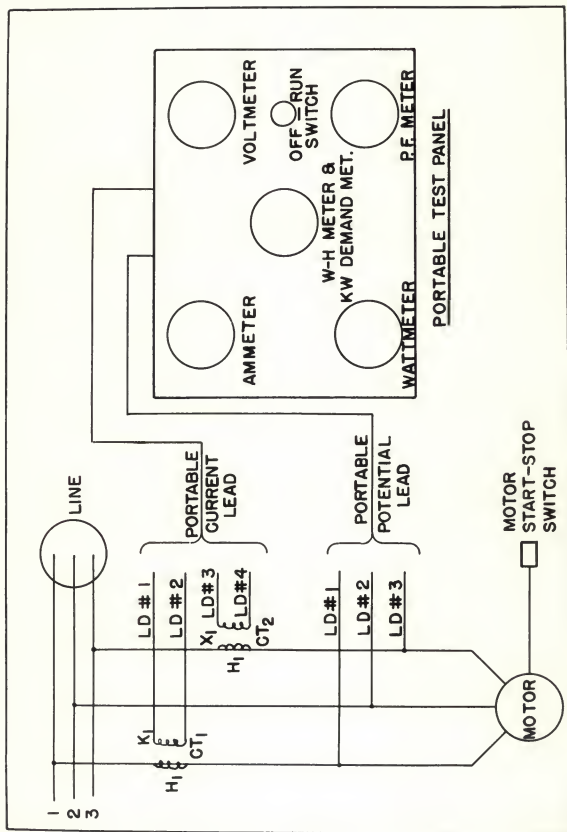 LINE
1
2
3
K₁
H₁
CT₁
LD # 1
LD # 2
X₁
LD#3
LD#4
H₁
CT₂
PORTABLE
CURRENT
LEAD
LD#1
LD #2
LD#3
PORTABLE
POTENTIAL
LEAD
MOTOR
MOTOR
START-STOP
SWITCH
AMMETER
VOLTMETER
W-H METER &
KW DEMAND MET.
OFF RUN
SWITCH
WATTMETER
P.F. METER
PORTABLE TEST PANEL